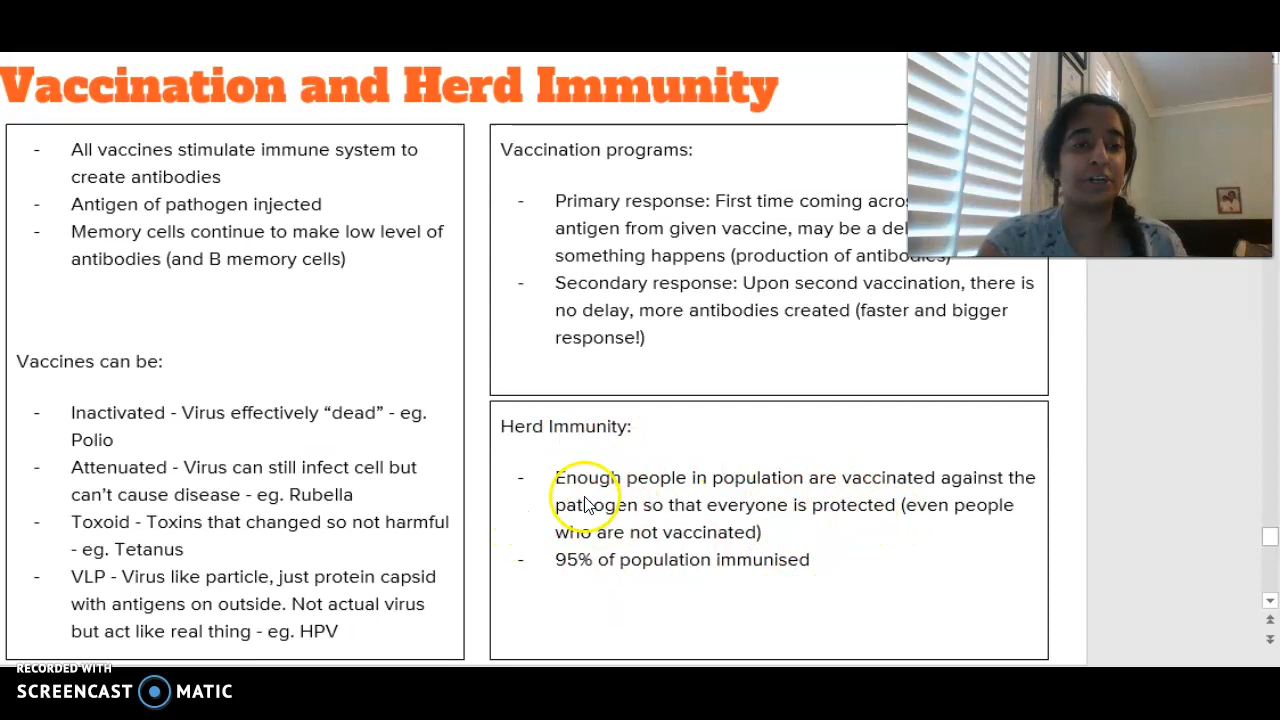 Vaccination and Herd Immunity
- All vaccines stimulate immune system to
create antibodies
- Antigen of pathogen injected
- Memory cells continue to make low level of
antibodies (and B memory cells)
Vaccines can be:
- Inactivated - Virus effectively “dead” - eg.
Polio
- Attenuated - Virus can still infect cell but
can’t cause disease - eg. Rubella
- Toxoid - Toxins that changed so not harmful
- eg. Tetanus
- VLP - Virus like particle, just protein capsid
with antigens on outside. Not actual virus
but act like real thing - eg. HPV
Vaccination programs:
- Primary response: First time coming
antigen from given vaccine, may be a
something happens (production of antibodies)
- Secondary response: Upon second vaccination, there is
no delay, more antibodies created (faster and bigger
response!)
Herd Immunity:
- Enough people in population are vaccinated against the
pathogen so that everyone is protected (even people
who are not vaccinated)
- 95% of population immunised
RECORDED WITH
SCREENCAST MATIC